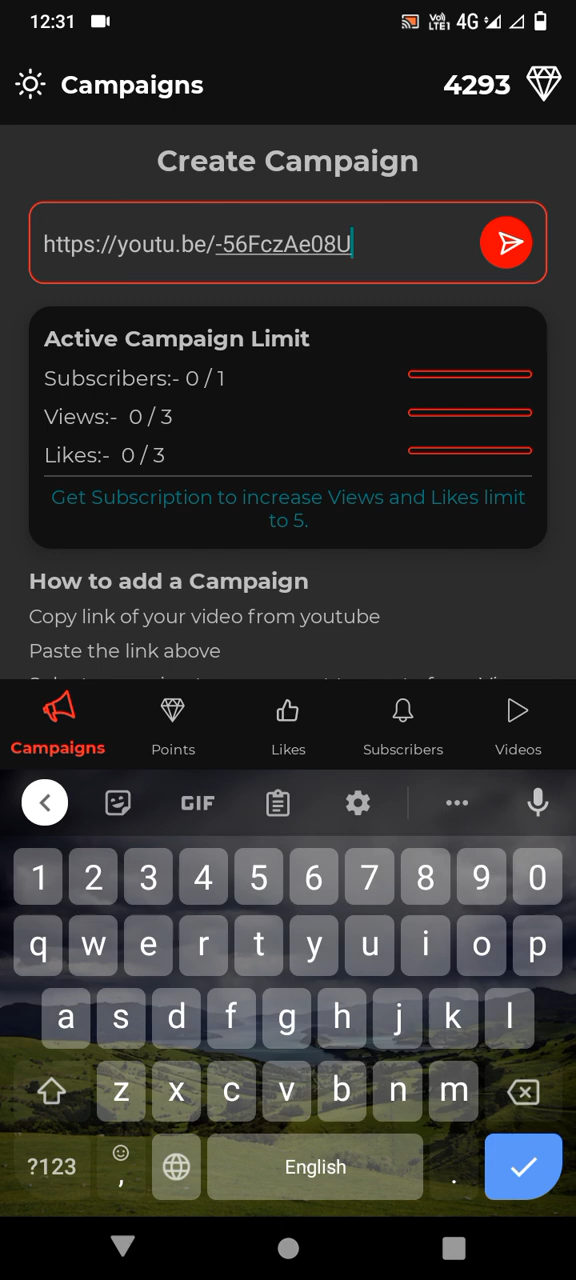 12:31 Vo) LTE1 4G
Campaigns 4293
Create Campaign
https://youtu.be/-56FczAe08U
Active Campaign Limit
Subscribers:- 0 / 1
Views:- 0 / 3
Likes:- 0 / 3
Get Subscription to increase Views and Likes limit
to 5.
How to add a Campaign
Copy link of your video from youtube
Paste the link above
Campaigns Points Likes Subscribers Videos
GIF
1 2 3 4 5 6 7 8 9 0
q w e r t y u i o p
a s d f g h j k l
z x c v b n m
?123 , English .